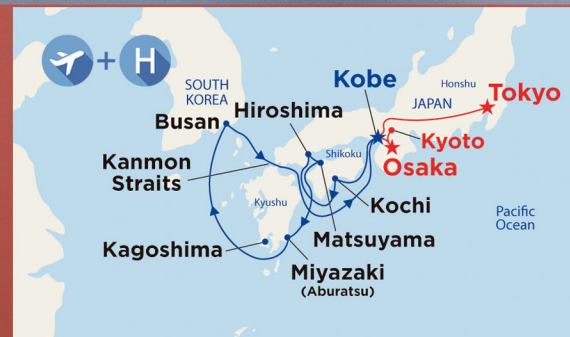 + H
SOUTH
KOREA
Busan
Hiroshima
Kobe
Honshu
JAPAN
Tokyo
Kyoto
Osaka
Shikoku
Kanmon
Straits
Kyushu
Kochi
Pacific
Ocean
Matsuyama
Kagoshima
Miyazaki
(Aburatsu)